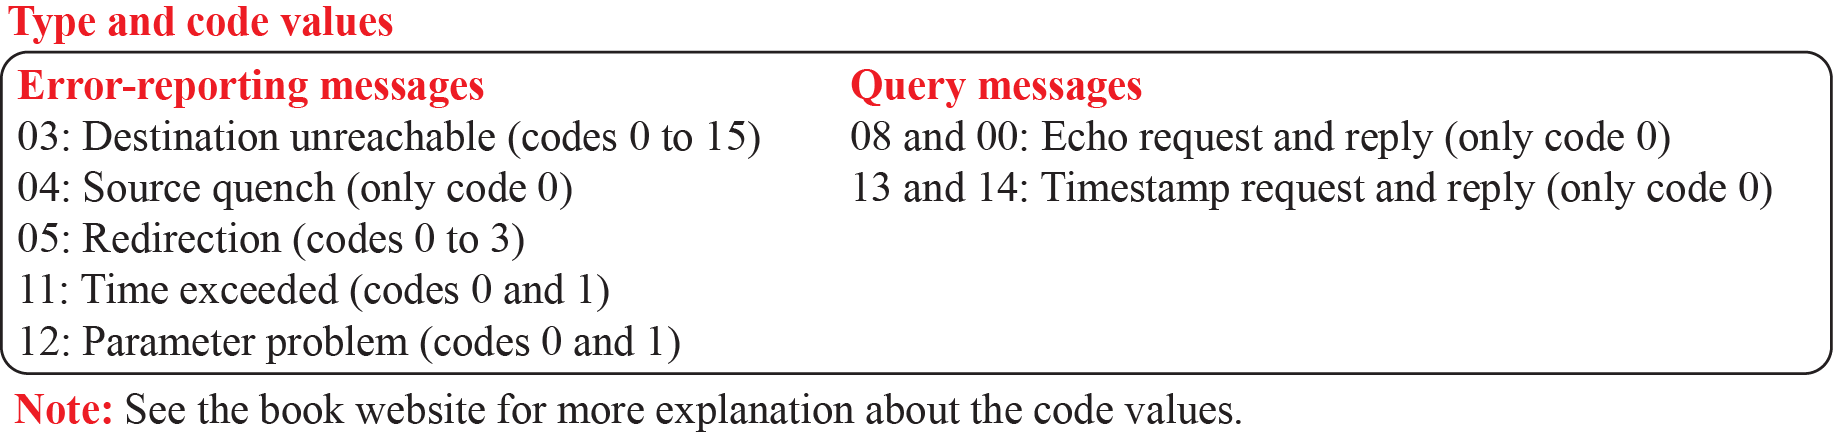 Type and code values
Error-reporting messages
03: Destination unreachable (codes 0 to 15)
04: Source quench (only code 0)
05: Redirection (codes 0 to 3)
11: Time exceeded (codes 0 and 1)
12: Parameter problem (codes 0 and 1)
Query messages
08 and 00: Echo request and reply (only code 0)
13 and 14: Timestamp request and reply (only code 0)
Note: See the book website for more explanation about the code values.